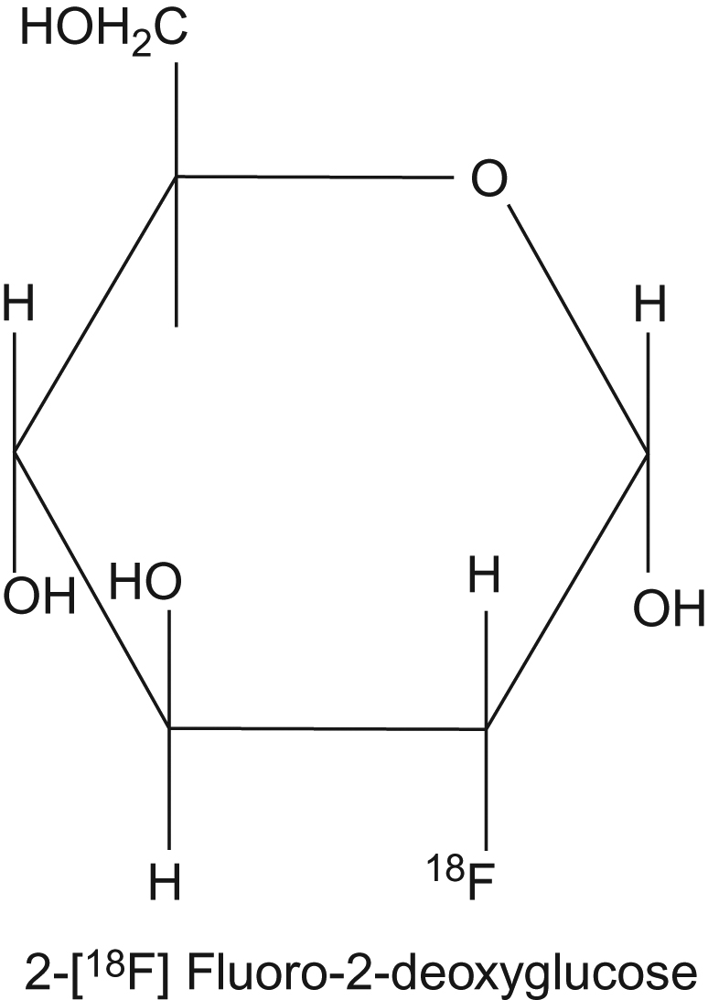 HOH₂C
O
H
H
OH
HO
H
OH
H
¹⁸F
2-[¹⁸F] Fluoro-2-deoxyglucose